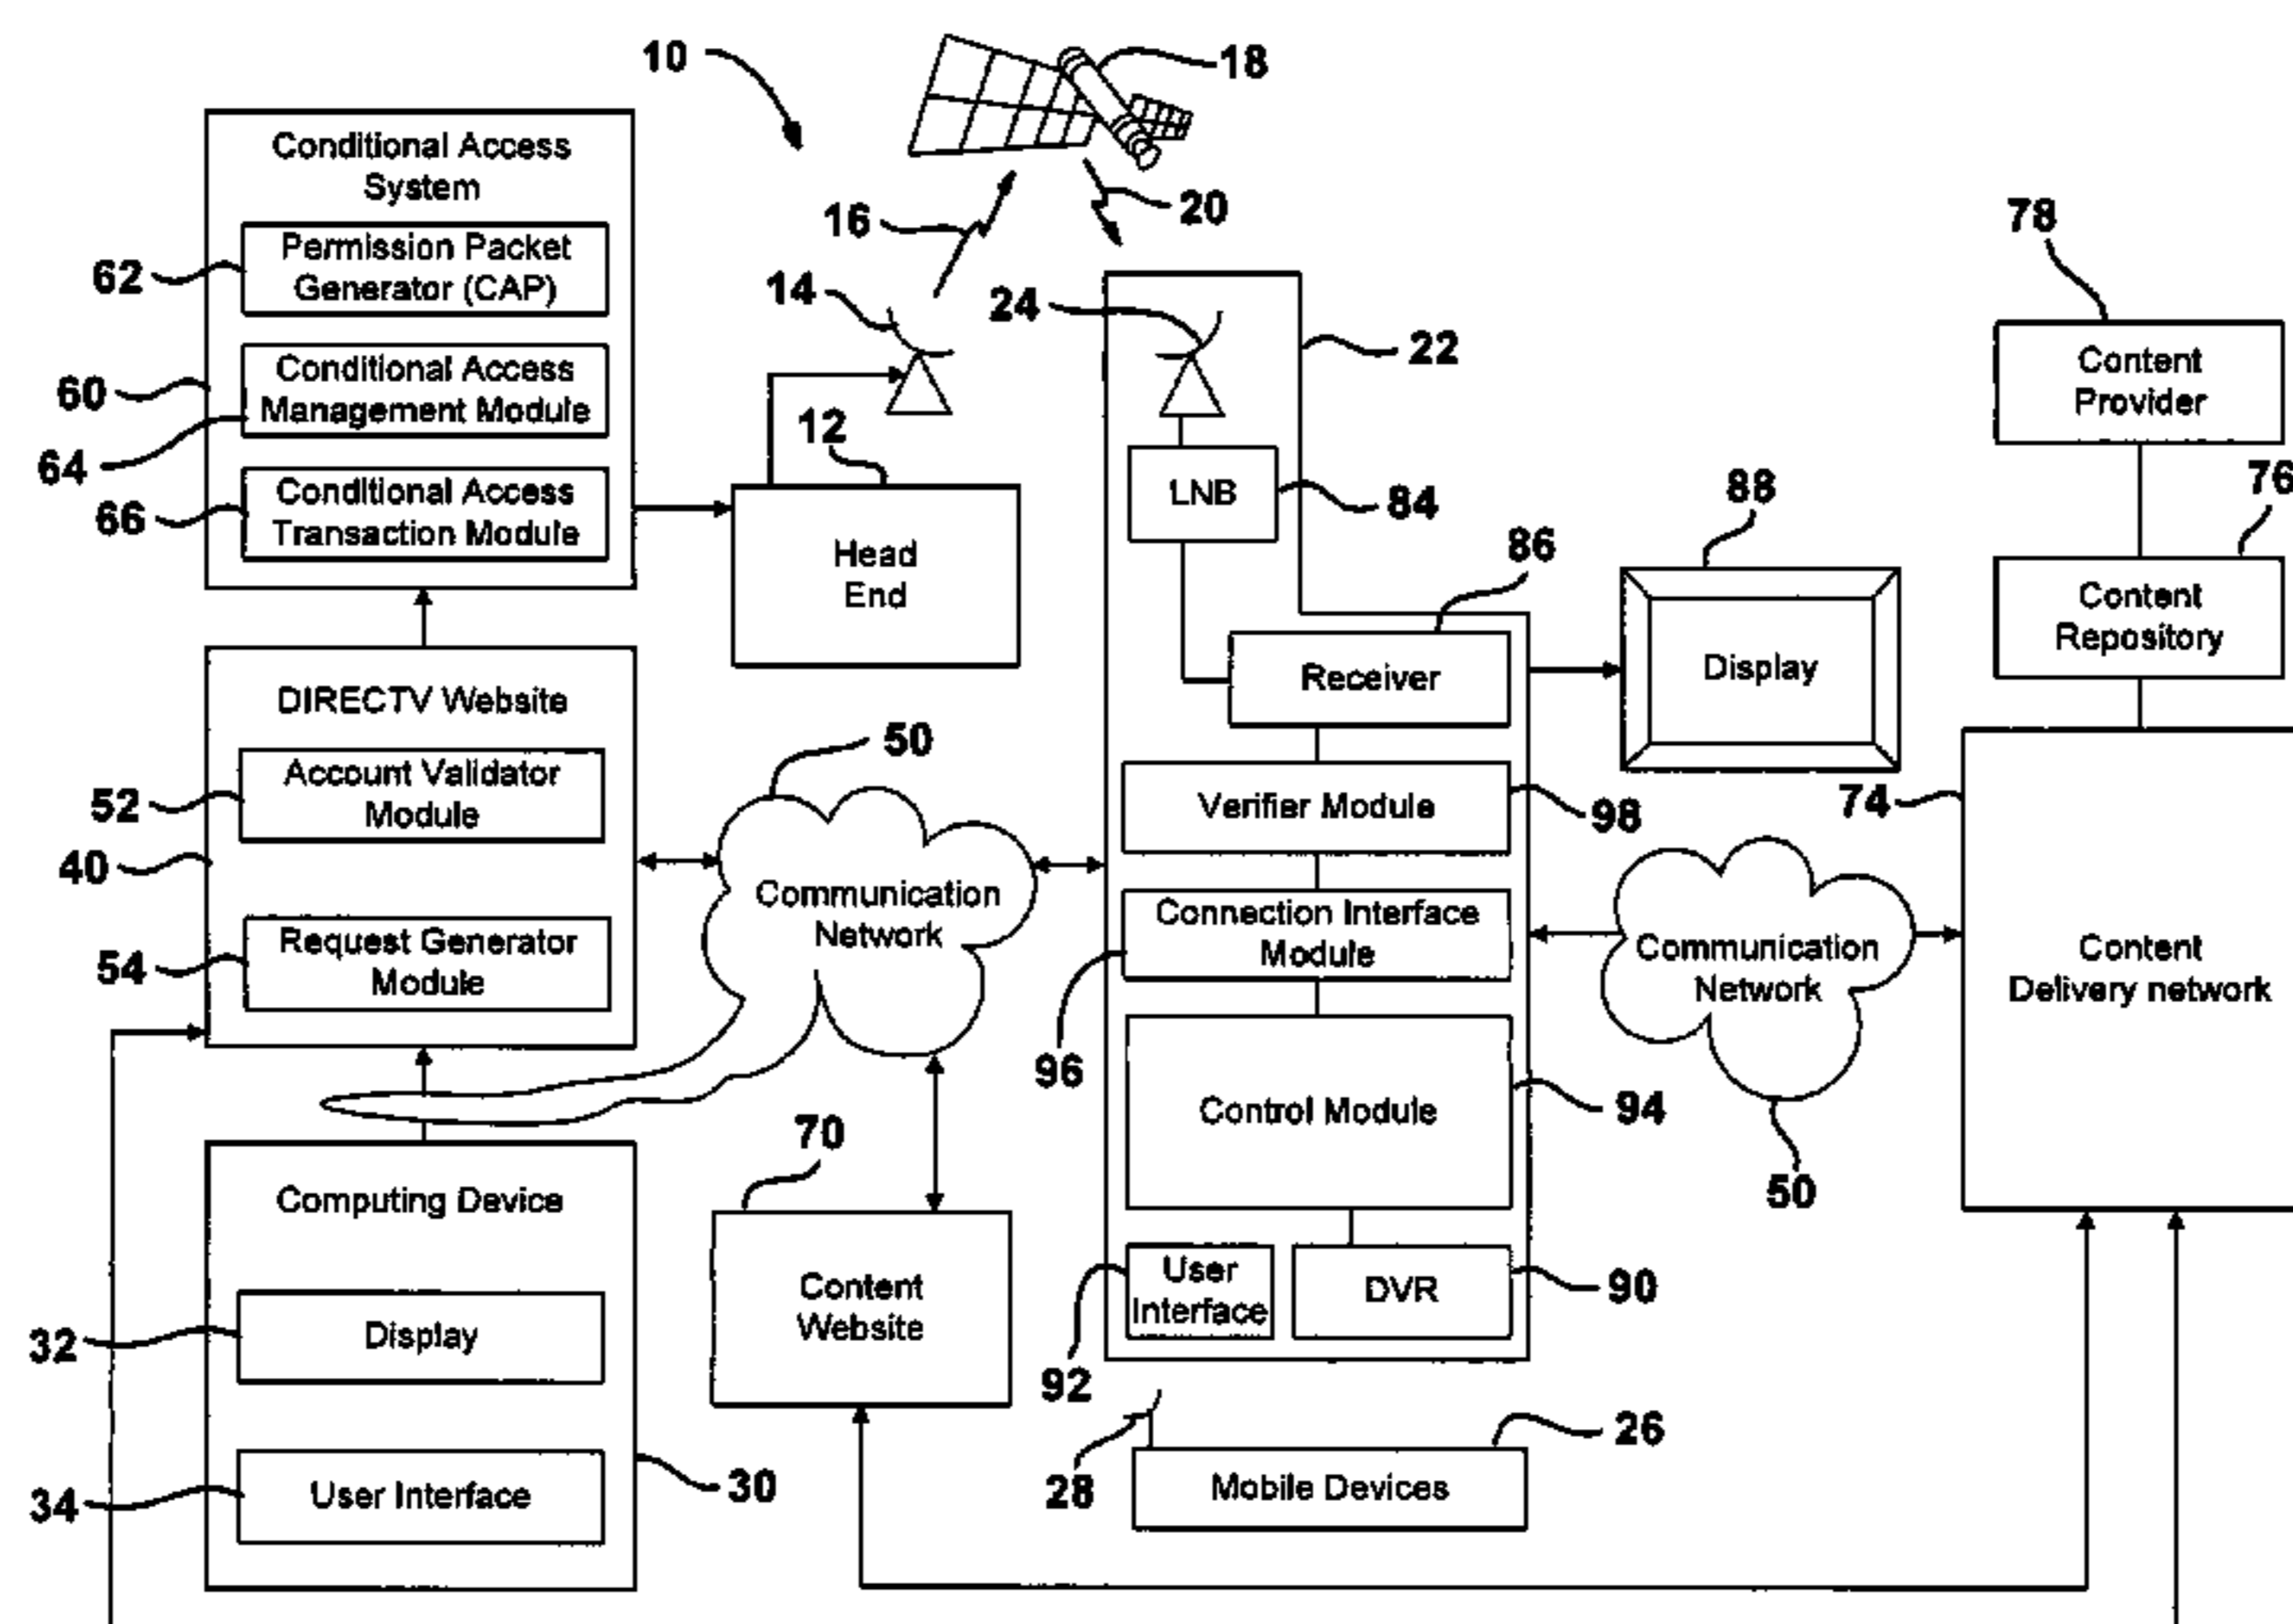 10
18
Conditional Access
System
16
20
78
62
Permission Packet
Generator (CAP)
14
24
22
Content
Provider
60
Conditional Access
Management Module
12
64
LNB
84
88
76
66
Conditional Access
Transaction Module
Head
End
86
Content
Repository
Receiver
Display
DIRECTV Website
50
52
Account Validator
Module
Verifier Module
98
74
40
Communication
Network
Connection Interface
Module
Communication
Network
Content
Delivery network
54
Request Generator
Module
96
Control Module
94
70
50
Computing Device
User
Interface
DVR
90
Content
Website
32
Display
92
28
26
34
User Interface
30
Mobile Devices